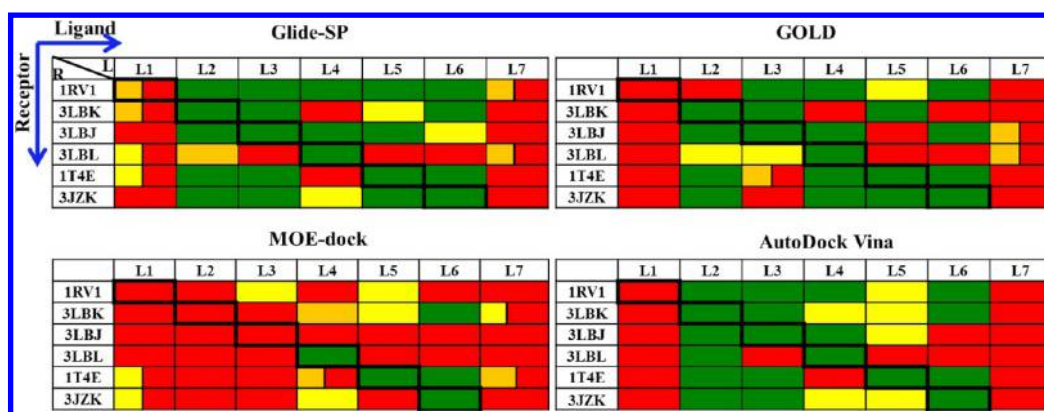 Ligand
Receptor
Glide-SP
GOLD
R L L1 L2 L3 L4 L5 L6 L7
L1 L2 L3 L4 L5 L6 L7
1RV1
1RV1
3LBK
3LBK
3LBJ
3LBJ
3LBL
3LBL
1T4E
1T4E
3JZK
3JZK
MOE-dock
AutoDock Vina
L1 L2 L3 L4 L5 L6 L7
L1 L2 L3 L4 L5 L6 L7
1RV1
1RV1
3LBK
3LBK
3LBJ
3LBJ
3LBL
3LBL
1T4E
1T4E
3JZK
3JZK